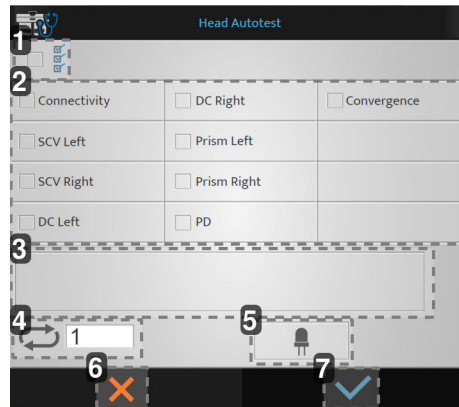 Head Autotest
1
2
Connectivity DC Right Convergence
SCV Left Prism Left
SCV Right Prism Right
DC Left PD
3
4 5
1
6 7